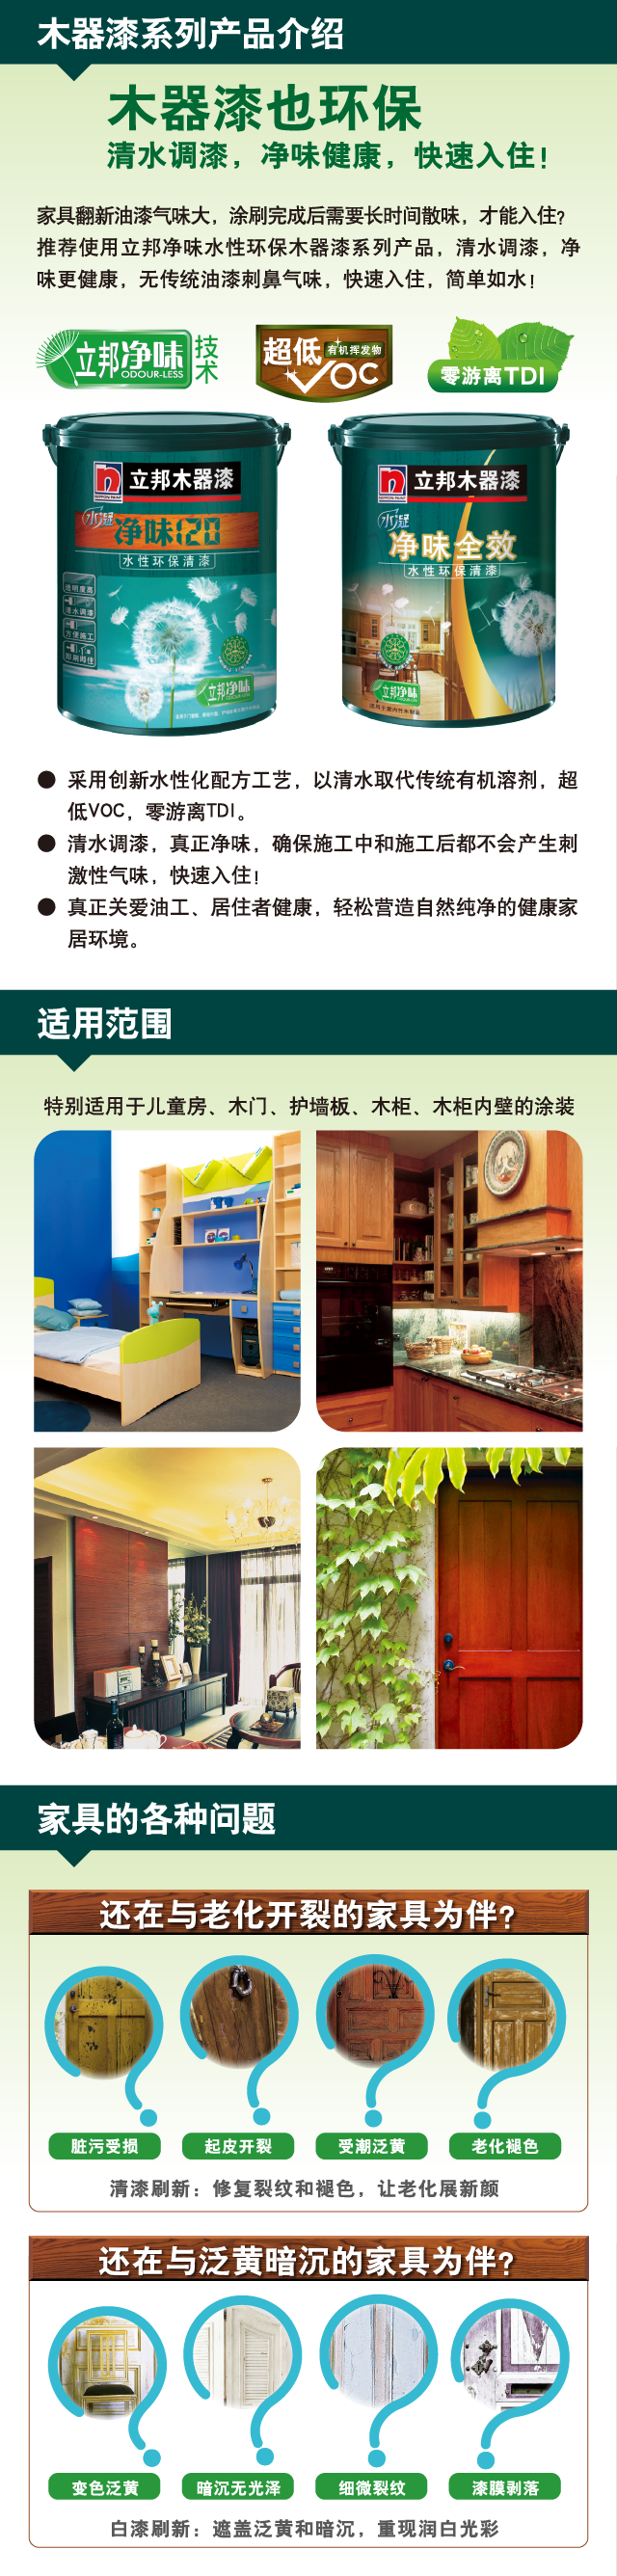 木器漆系列产品介绍
木器漆也环保
清水调漆，净味健康，快速入住!
家具翻新油漆气味大，涂刷完成后需要长时间散味，才能入住?
推荐使用立邦净味水性环保木器漆系列产品，清水调漆，净
味更健康，无传统油漆刺鼻气味，快速入住，简单如水!
立邦净味
ODOUR-LESS
技术
超低
有机挥发物
VOC
零游离TDI
n
NIPPON PAINT
立邦木器漆
水疑
净味120
水性环保清漆
透明度高
清水调漆
方便施工
立邦净味
n
NIPPON PAINT
立邦木器漆
水疑
净味全效
水性环保清漆
立邦净味
● 采用创新水性化配方工艺，以清水取代传统有机溶剂，超
低VOC，零游离TDI。
● 清水调漆，真正净味，确保施工中和施工后都不会产生刺
激性气味，快速入住!
● 真正关爱油工、居住者健康，轻松营造自然纯净的健康家
居环境。
适用范围
特别适用于儿童房、木门、护墙板、木柜、木柜内壁的涂装
家具的各种问题
还在与老化开裂的家具为伴?
脏污受损
起皮开裂
受潮泛黄
老化褪色
清漆刷新：修复裂纹和褪色，让老化展新颜
还在与泛黄暗沉的家具为伴?
变色泛黄
暗沉无光泽
细微裂纹
漆膜剥落
白漆刷新：遮盖泛黄和暗沉，重现润白光彩